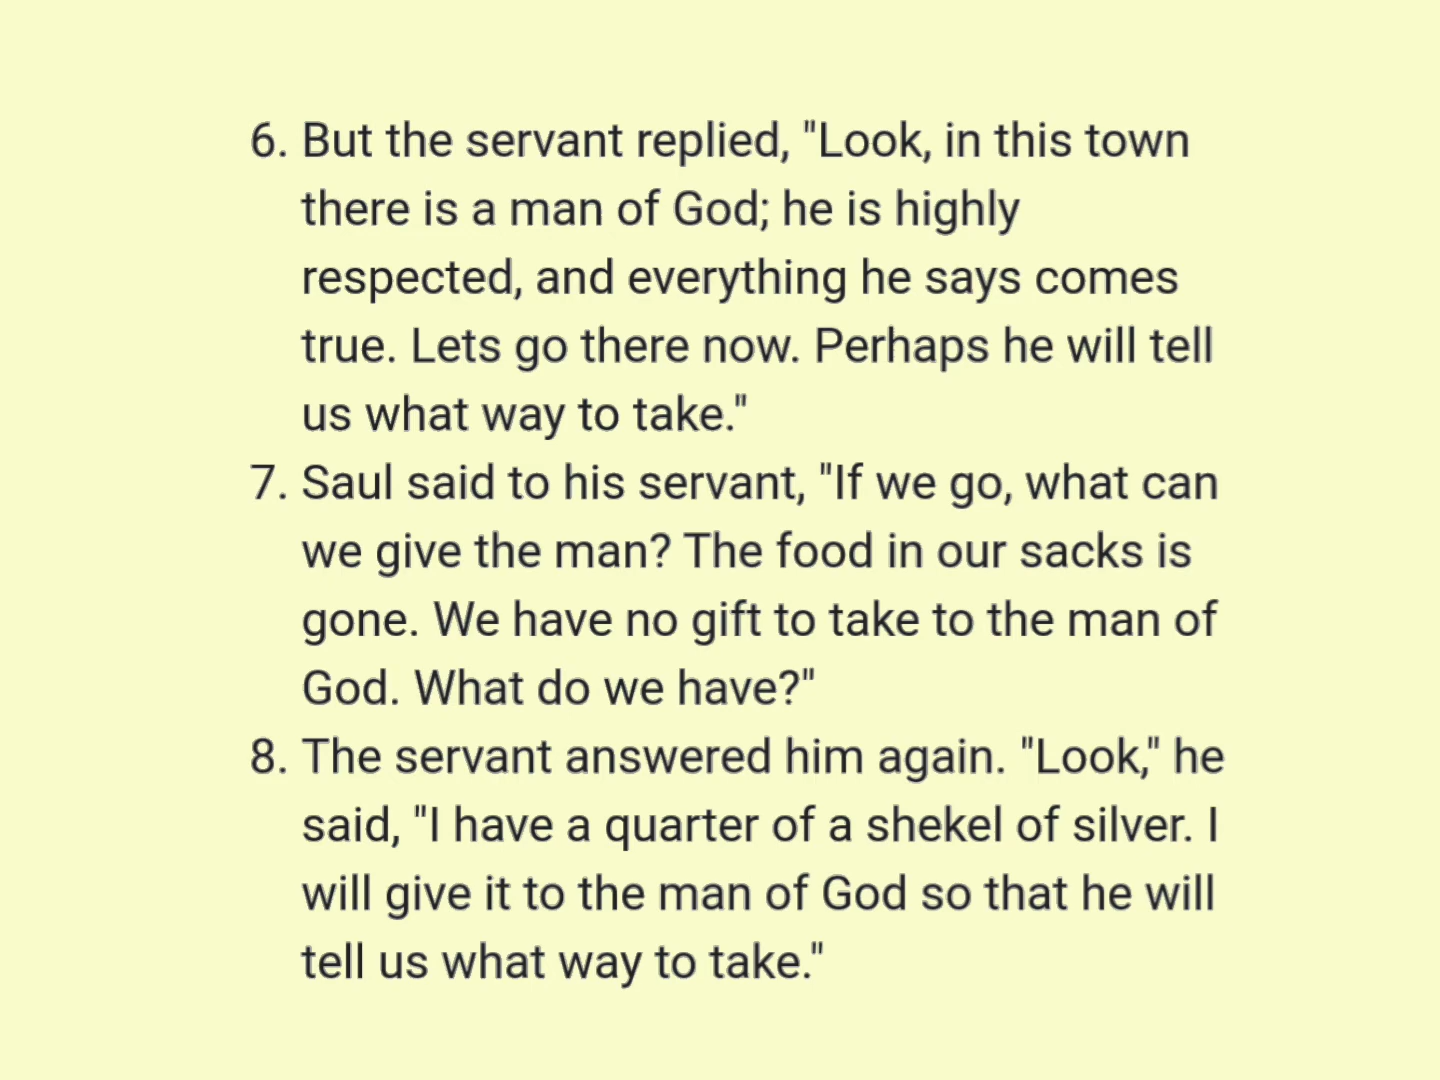 6. But the servant replied, "Look, in this town
there is a man of God; he is highly
respected, and everything he says comes
true. Lets go there now. Perhaps he will tell
us what way to take."
7. Saul said to his servant, "If we go, what can
we give the man? The food in our sacks is
gone. We have no gift to take to the man of
God. What do we have?"
8. The servant answered him again. "Look," he
said, "I have a quarter of a shekel of silver. I
will give it to the man of God so that he will
tell us what way to take."